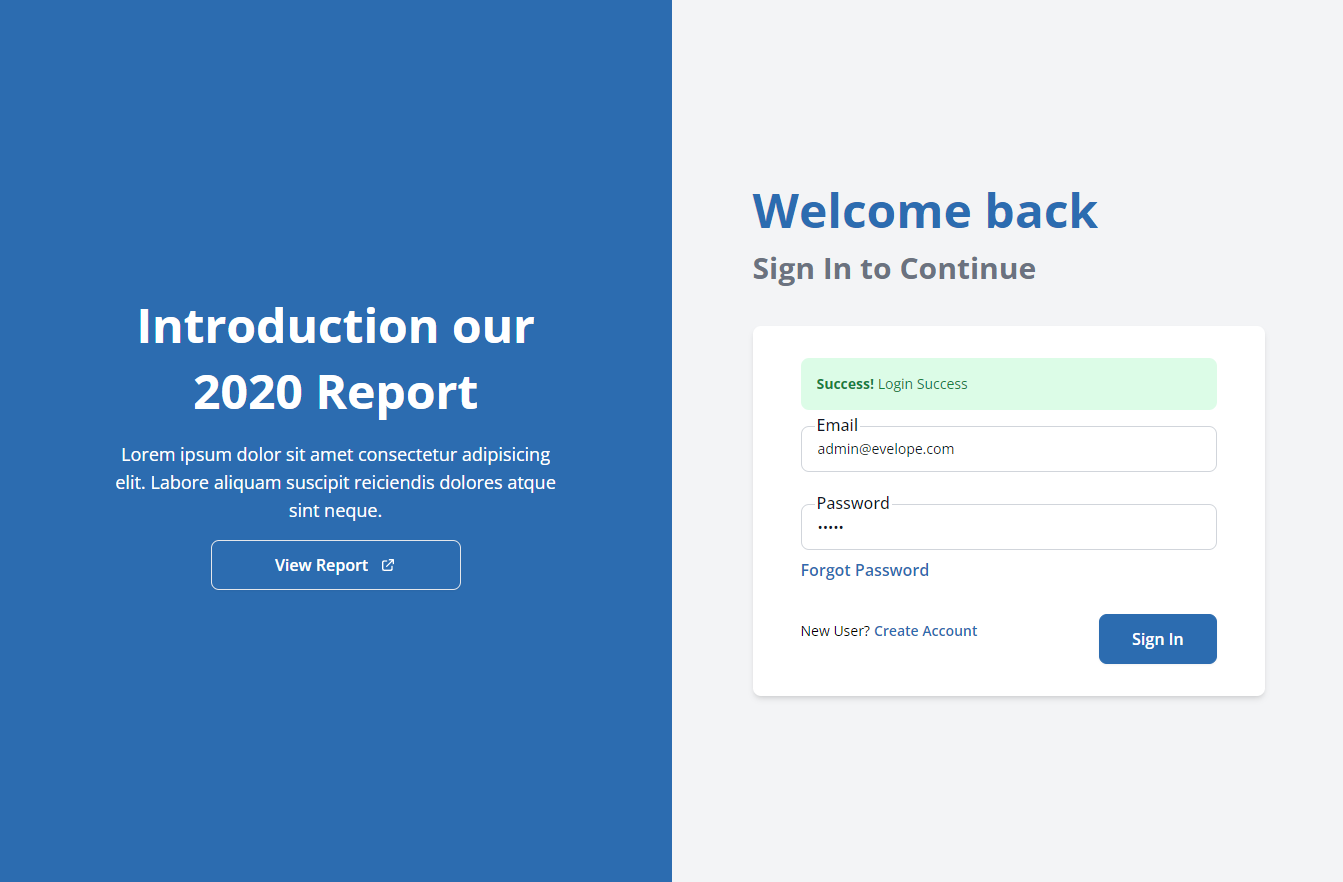 Introduction our
2020 Report
Lorem ipsum dolor sit amet consectetur adipisicing
elit. Labore aliquam suscipit reiciendis dolores atque
sint neque.
View Report
Welcome back
Sign In to Continue
Success! Login Success
Email
admin@evelope.com
Password
•••••
Forgot Password
New User? Create Account
Sign In